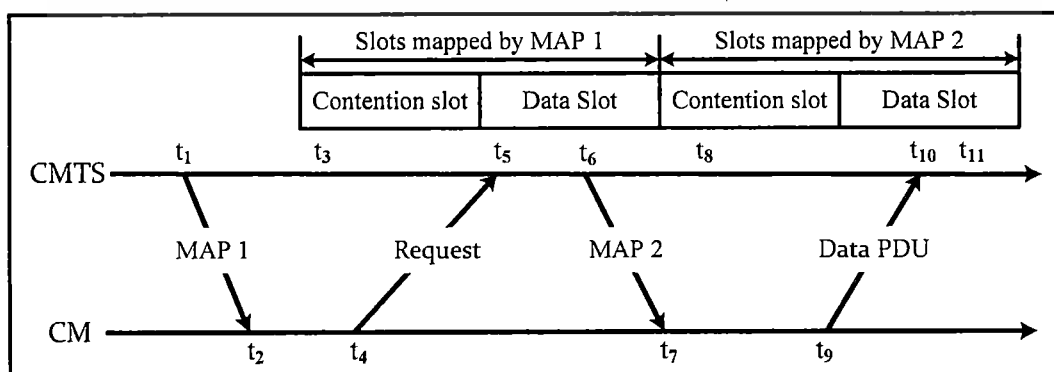 Slots mapped by MAP 1 Slots mapped by MAP 2
Contention slot Data Slot Contention slot Data Slot
t1 t3 t5 t6 t8 t10 t11
CMTS
MAP 1 Request MAP 2 Data PDU
CM
t2 t4 t7 t9